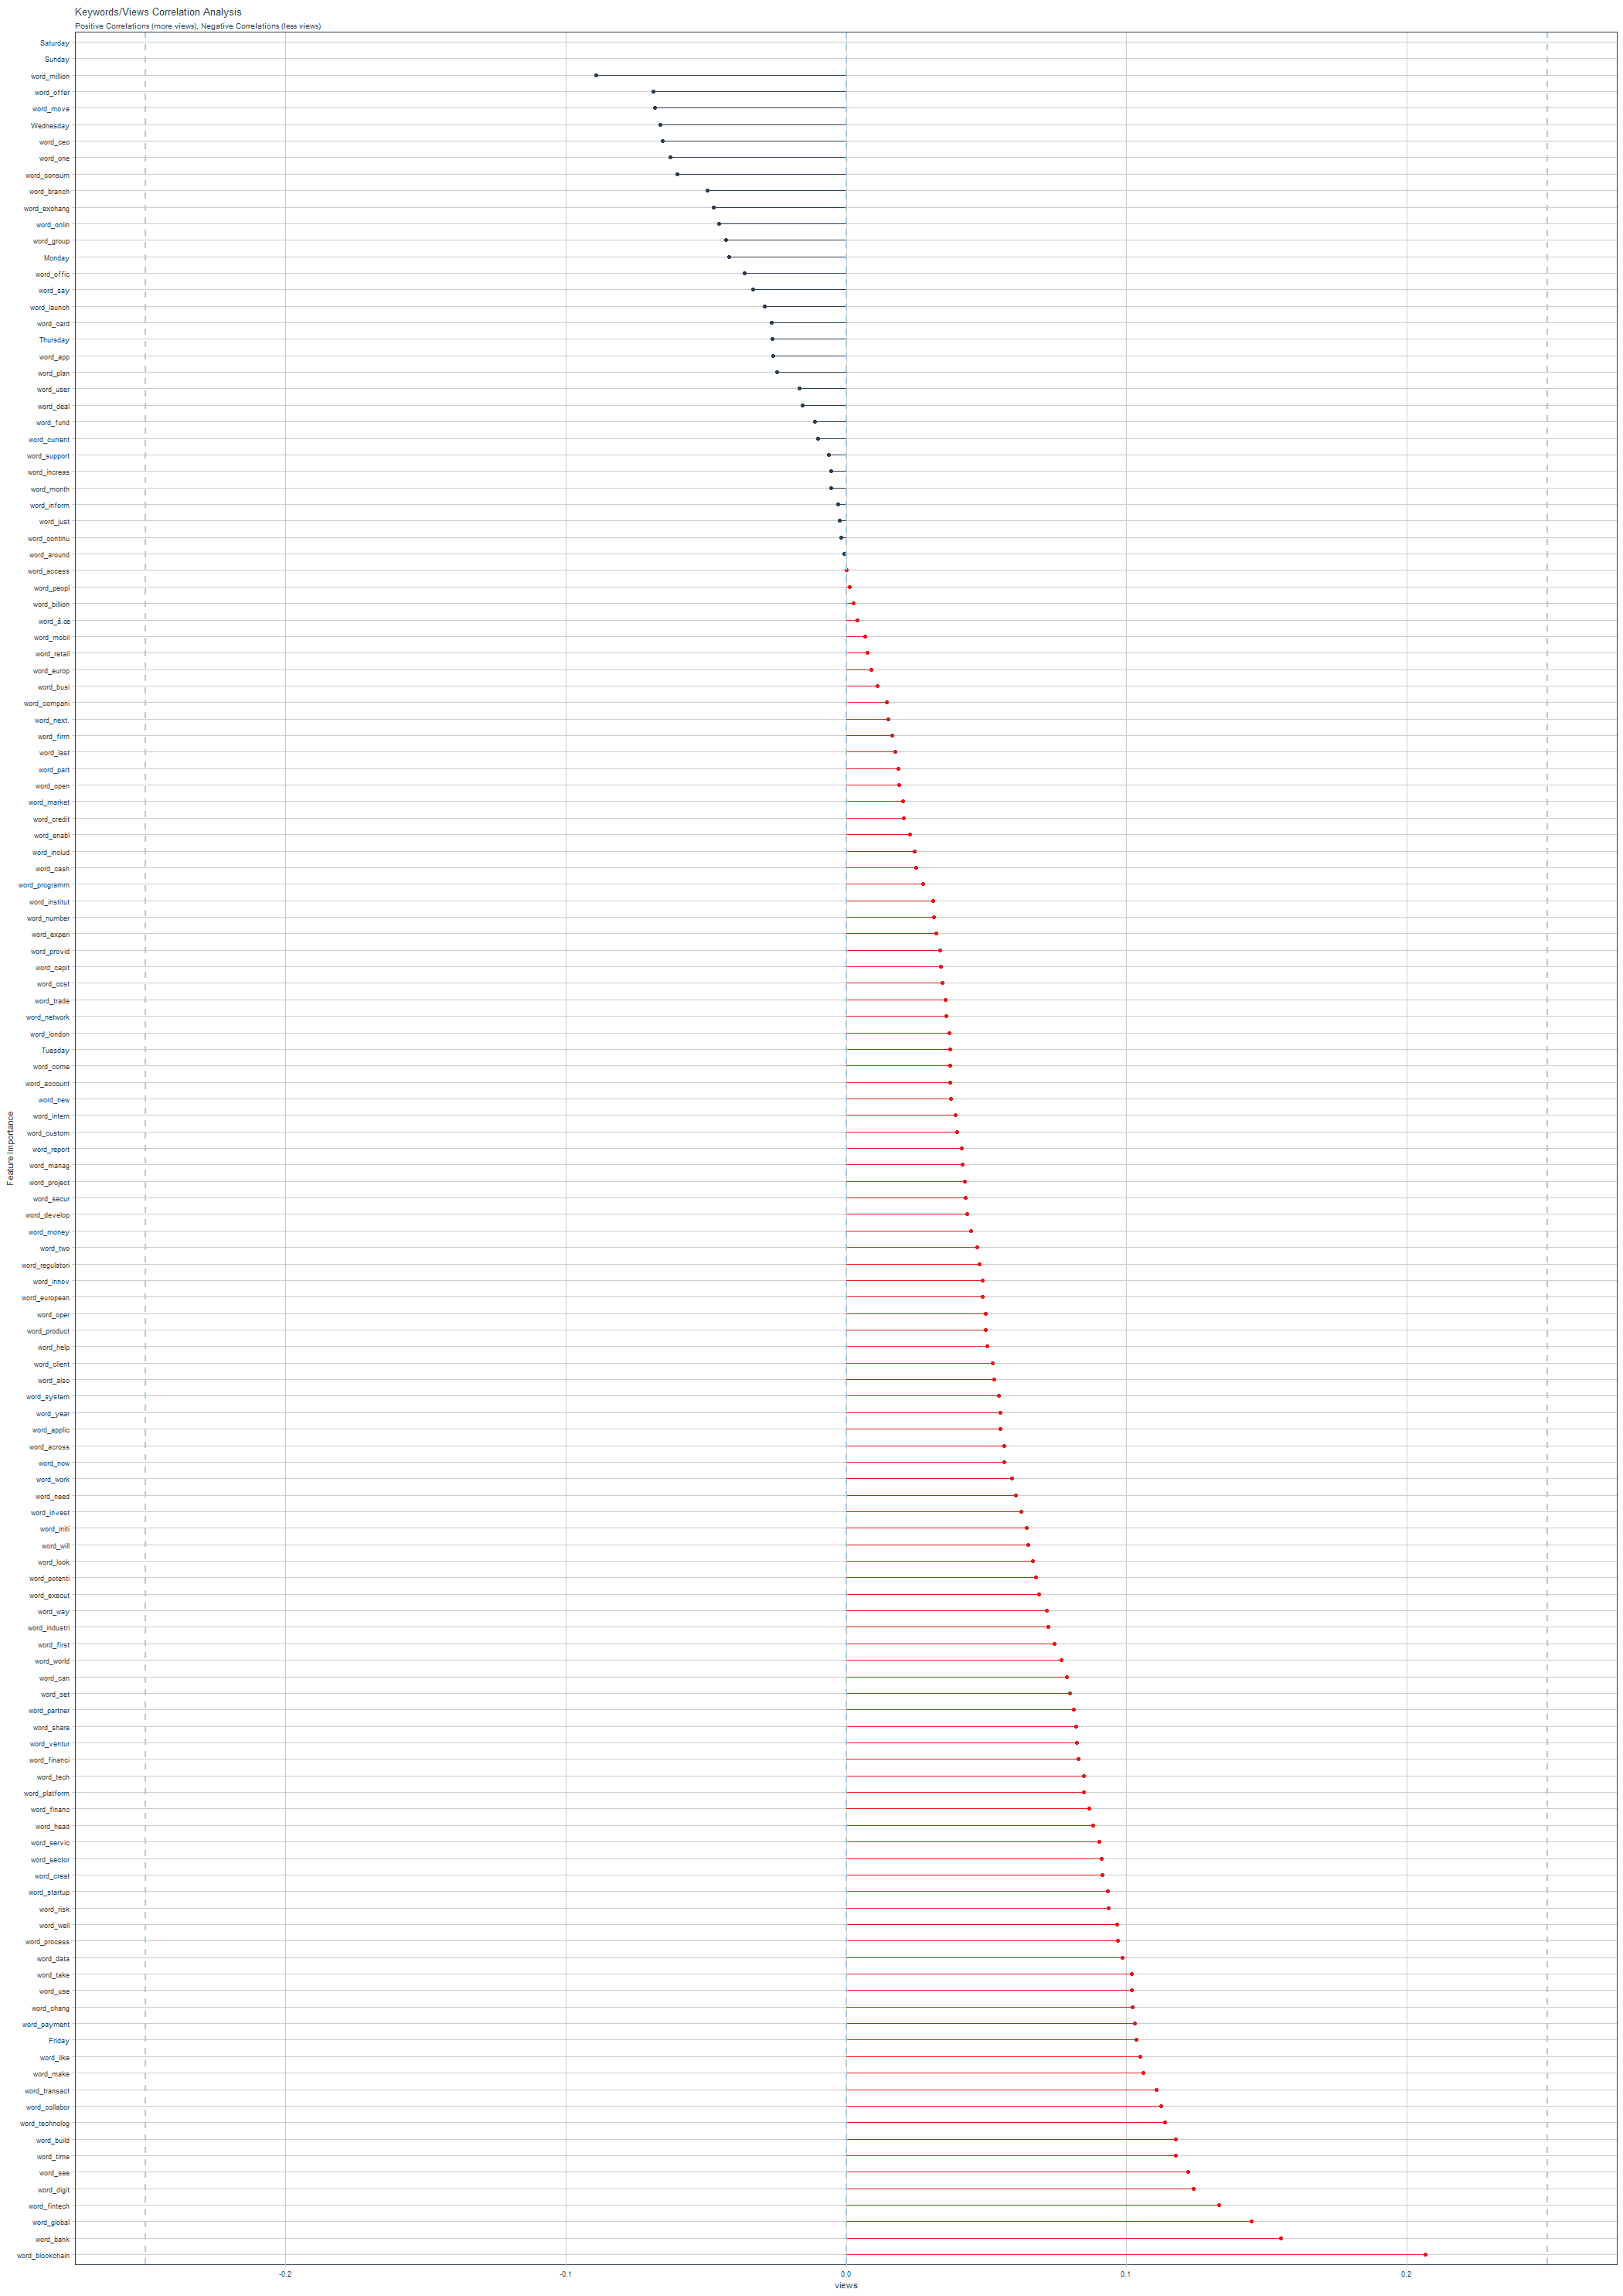 Keywords/Views Correlation Analysis
Positive Correlations (more views), Negative Correlations (less views)
Saturday
Sunday
word_million
word_offer
word_move
Wednesday
word_ceo
word_one
word_consum
word_branch
word_exchang
word_onlin
word_group
Monday
word_offic
word_say
word_launch
word_card
Thursday
word_app
word_plan
word_user
word_deal
word_fund
word_current
word_support
word_increas
word_month
word_inform
word_just
word_continu
word_around
word_access
word_peopl
word_billion
word_mobil
word_retail
word_europ
word_busi
word_compani
word_next.
word_firm
word_last
word_part
word_open
word_market
word_credit
word_enabl
word_includ
word_cash
word_programm
word_institut
word_number
word_experi
word_provid
word_capit
word_cost
word_trade
word_network
word_london
Tuesday
word_come
word_account
word_new
word_intern
word_custom
word_report
word_manag
word_project
word_secur
word_develop
word_money
word_two
word_regulatori
word_innov
word_european
word_oper
word_product
word_help
word_client
word_also
word_system
word_year
word_applic
word_across
word_now
word_work
word_need
word_invest
word_initi
word_will
word_look
word_potenti
word_execut
word_way
word_industri
word_first
word_world
word_can
word_set
word_partner
word_share
word_ventur
word_financi
word_tech
word_platform
word_financ
word_head
word_servic
word_sector
word_creat
word_startup
word_risk
word_well
word_process
word_data
word_take
word_use
word_chang
word_payment
Friday
word_like
word_make
word_transact
word_collabor
word_technolog
word_build
word_time
word_see
word_digit
word_fintech
word_global
word_bank
word_blockchain
Feature Importance
-0.2
-0.1
0.0
0.1
0.2
views